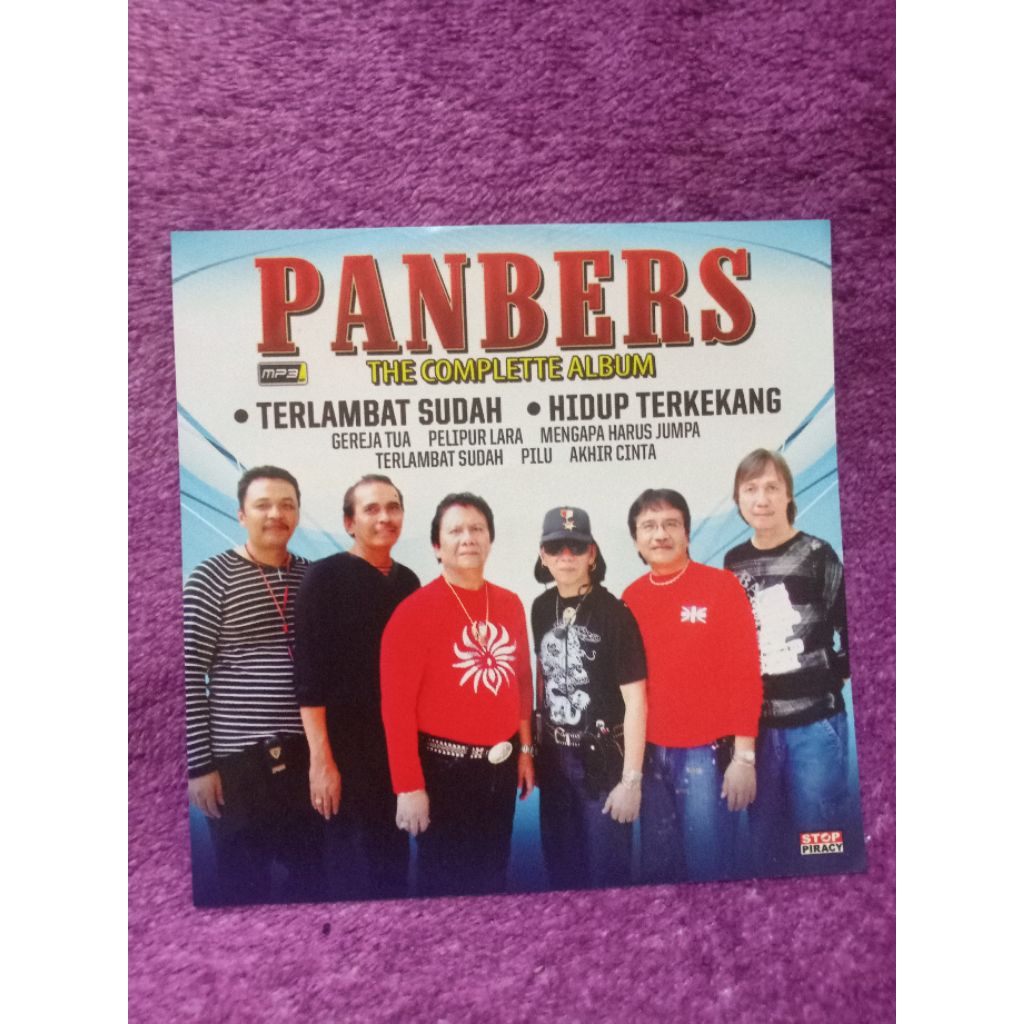 PANBERS
MP3
THE COMPLETTE ALBUM
• TERLAMBAT SUDAH • HIDUP TERKEKANG
GEREJA TUA PELIPUR LARA MENGAPA HARUS JUMPA
TERLAMBAT SUDAH PILU AKHIR CINTA
STOP
PIRACY